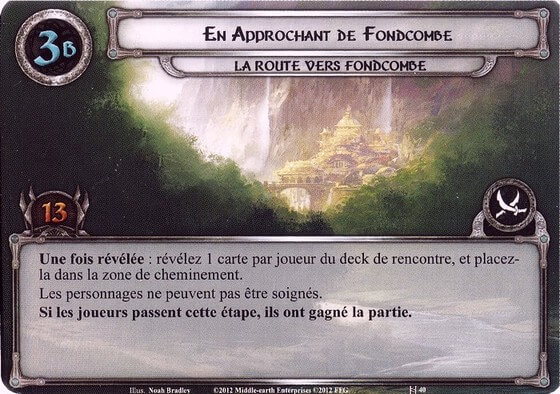 3B
En Approchant de Fondcombe
La Route vers Fondcombe
13
Une fois révélée : révélez 1 carte par joueur du deck de rencontre, et placez-
la dans la zone de cheminement.
Les personnages ne peuvent pas être soignés.
Si les joueurs passent cette étape, ils ont gagné la partie.
Illus. Noah Bradley ©2012 Middle-earth Enterprises ©2012 FFG 40